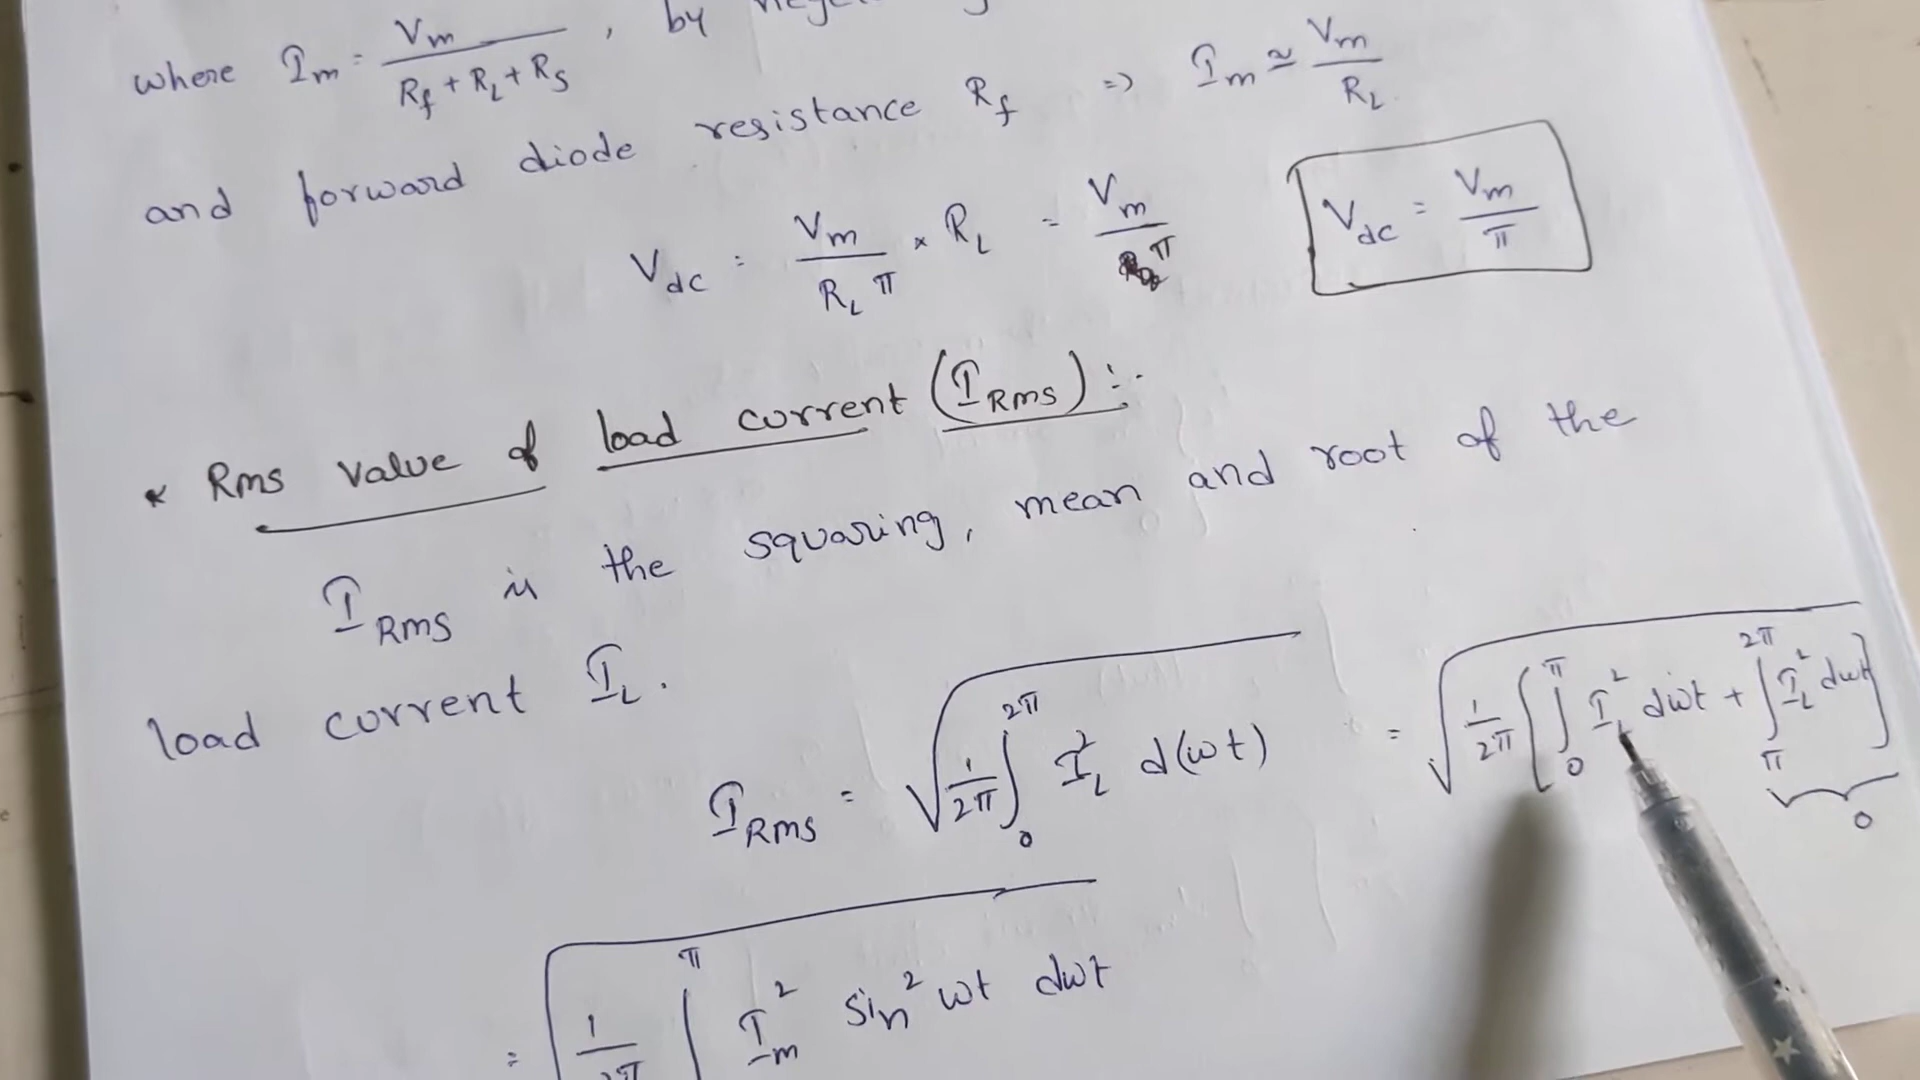 where Im = Vm / (Rf + RL + RS) , by
and forward diode resistance Rf => Im ≃ Vm / RL
Vdc = Vm / (RL π) × RL = Vm / π
Vdc = Vm / π
* Rms value of load current (IRms) :-
IRms is the squaring, mean and root of the
load current IL.
IRms = √( 1/2π ∫₀^2π IL² d(ωt) ) = √( 1/2π [ ∫₀^π IL² dωt + ∫π^2π IL² dωt ] )
0
= √( 1/2π ∫^π Im² sin² ωt dωt